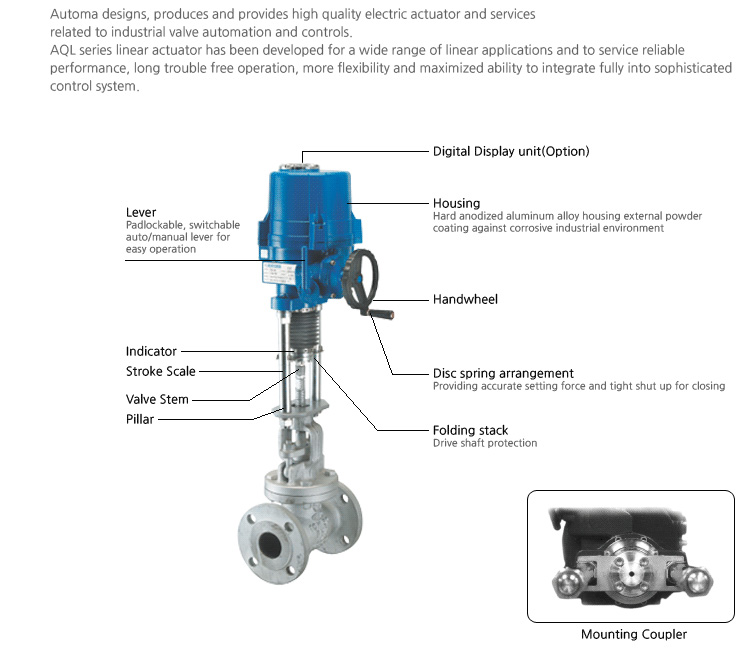 Automa designs, produces and provides high quality electric actuator and services
related to industrial valve automation and controls.
AQL series linear actuator has been developed for a wide range of linear applications and to service reliable
performance, long trouble free operation, more flexibility and maximized ability to integrate fully into sophisticated
control system.
Digital Display unit(Option)
Lever
Padlockable, switchable
auto/manual lever for
easy operation
Housing
Hard anodized aluminum alloy housing external powder
coating against corrosive industrial environment
Handwheel
Indicator
Stroke Scale
Valve Stem
Pillar
Disc spring arrangement
Providing accurate setting force and tight shut up for closing
Folding stack
Drive shaft protection
Mounting Coupler